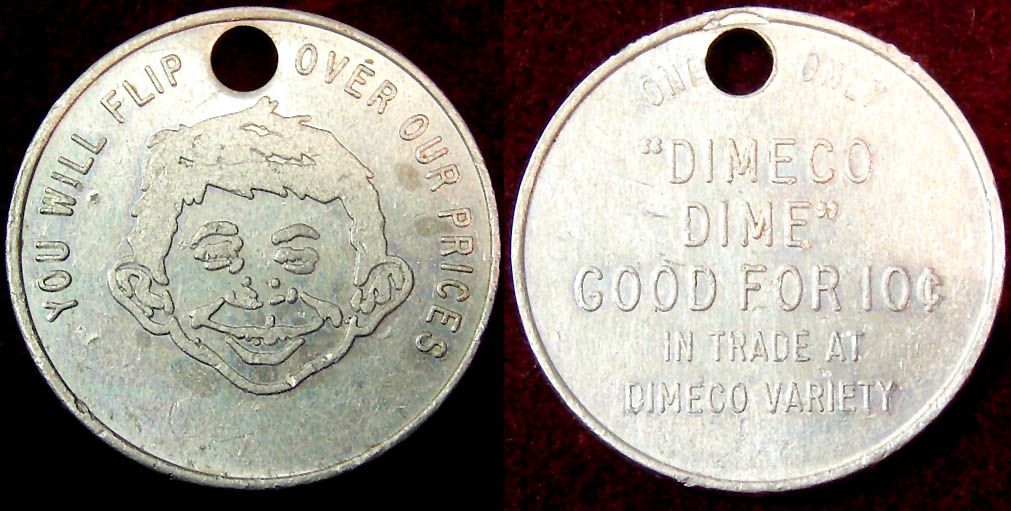 YOU WILL FLIP OVER OUR PRICES
ONE ONLY
"DIMECO
DIME"
GOOD FOR 10¢
IN TRADE AT
DIMECO VARIETY